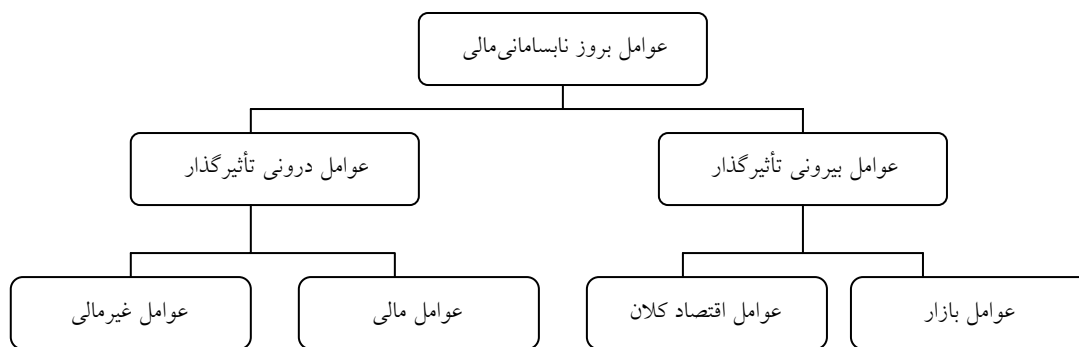 عوامل بروز نابسامانی‌مالی
عوامل بیرونی تأثیرگذار
عوامل درونی تأثیرگذار
عوامل بازار
عوامل اقتصاد کلان
عوامل مالی
عوامل غیرمالی